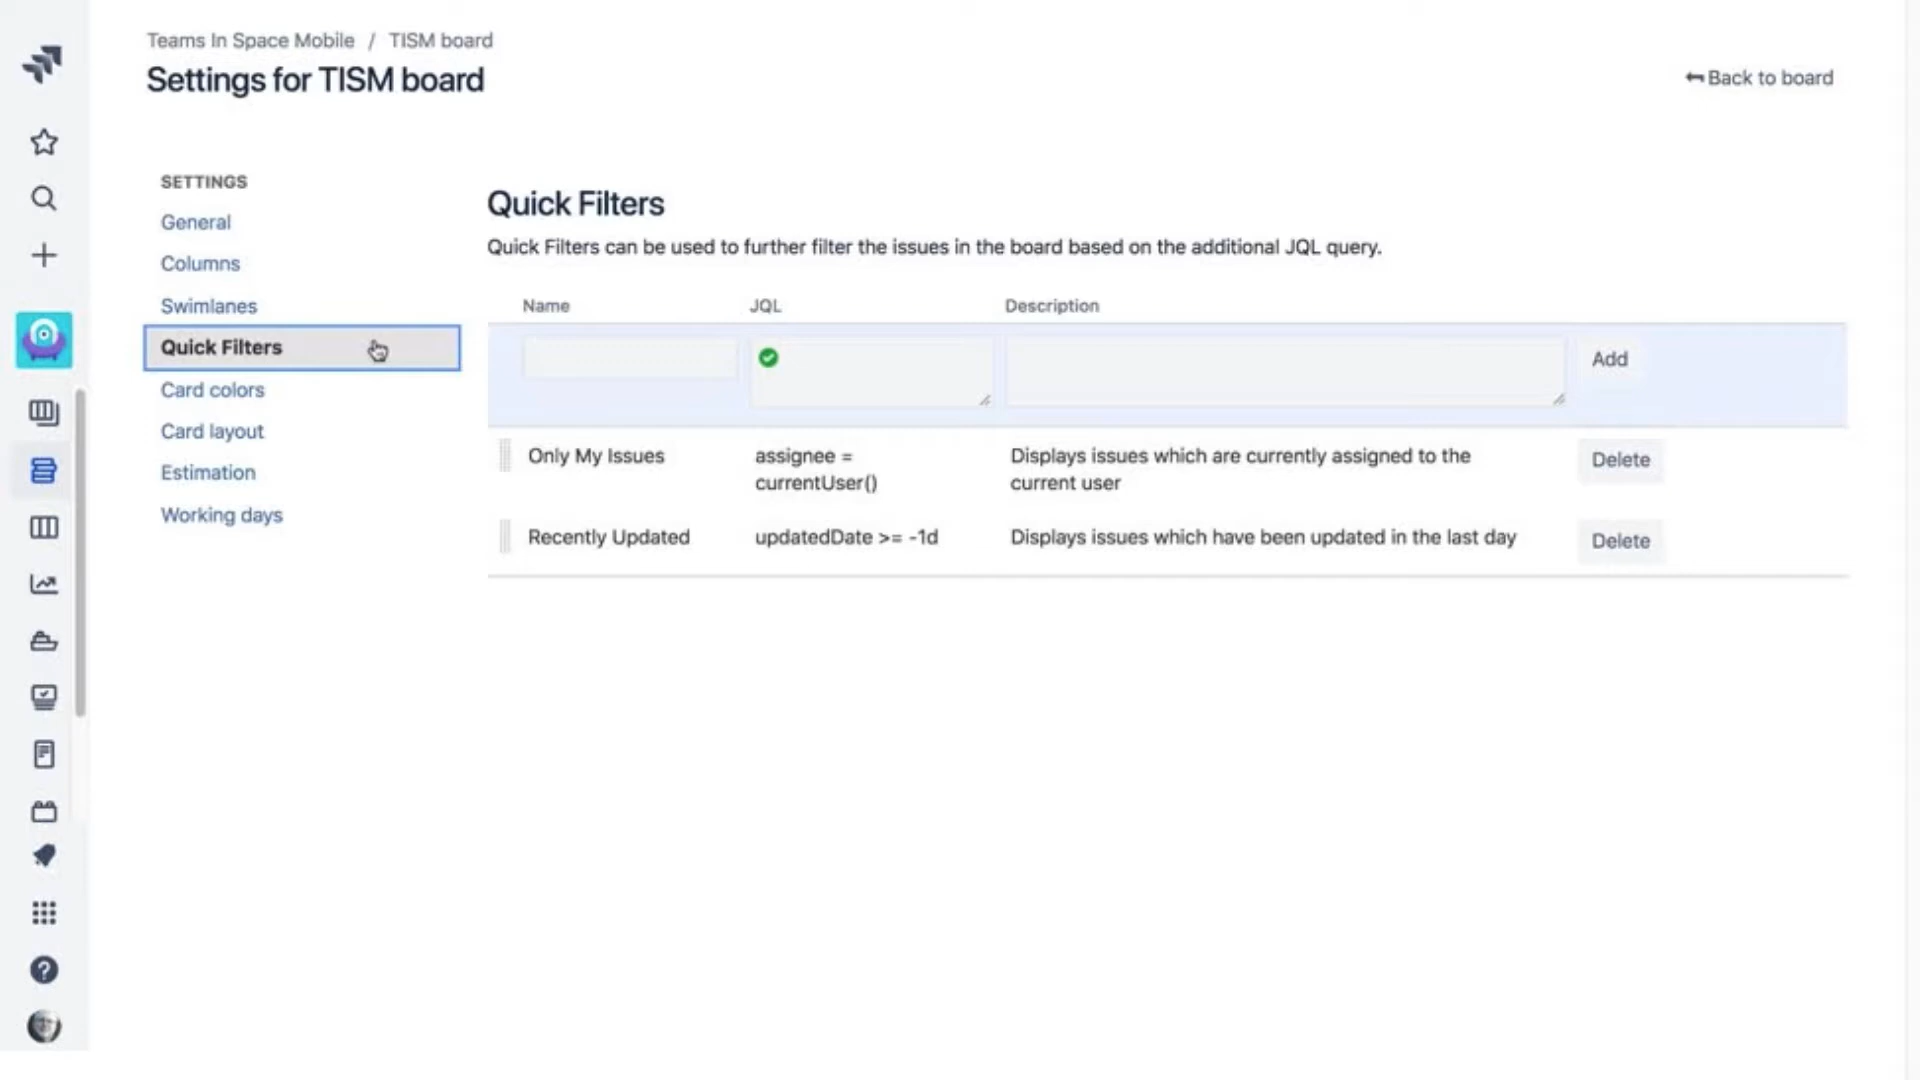 Teams In Space Mobile / TISM board
Settings for TISM board
Back to board
SETTINGS
General
Columns
Swimlanes
Quick Filters
Card colors
Card layout
Estimation
Working days
Quick Filters
Quick Filters can be used to further filter the issues in the board based on the additional JQL query.
Name JQL Description
Add
Only My Issues
assignee =
currentUser()
Displays issues which are currently assigned to the
current user
Delete
Recently Updated
updatedDate >= -1d
Displays issues which have been updated in the last day
Delete